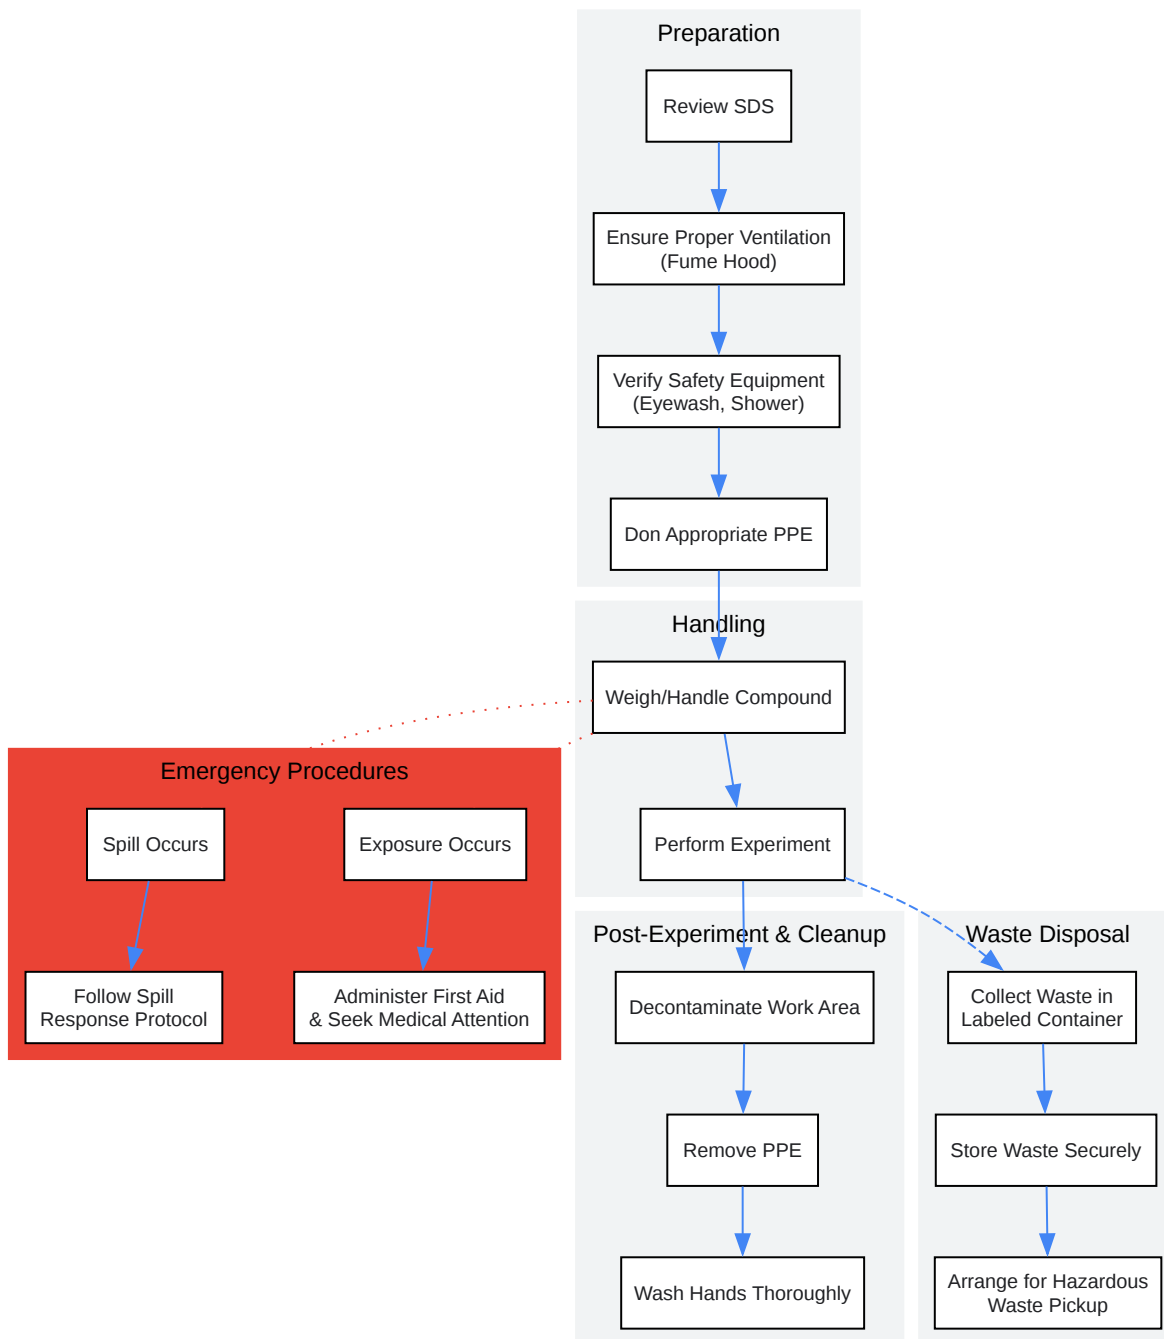 Preparation
Review SDS
Ensure Proper Ventilation
(Fume Hood)
Verify Safety Equipment
(Eyewash, Shower)
Don Appropriate PPE
Handling
Weigh/Handle Compound
Perform Experiment
Emergency Procedures
Spill Occurs
Exposure Occurs
Follow Spill
Response Protocol
Administer First Aid
& Seek Medical Attention
Post-Experiment & Cleanup
Decontaminate Work Area
Remove PPE
Wash Hands Thoroughly
Waste Disposal
Collect Waste in
Labeled Container
Store Waste Securely
Arrange for Hazardous
Waste Pickup